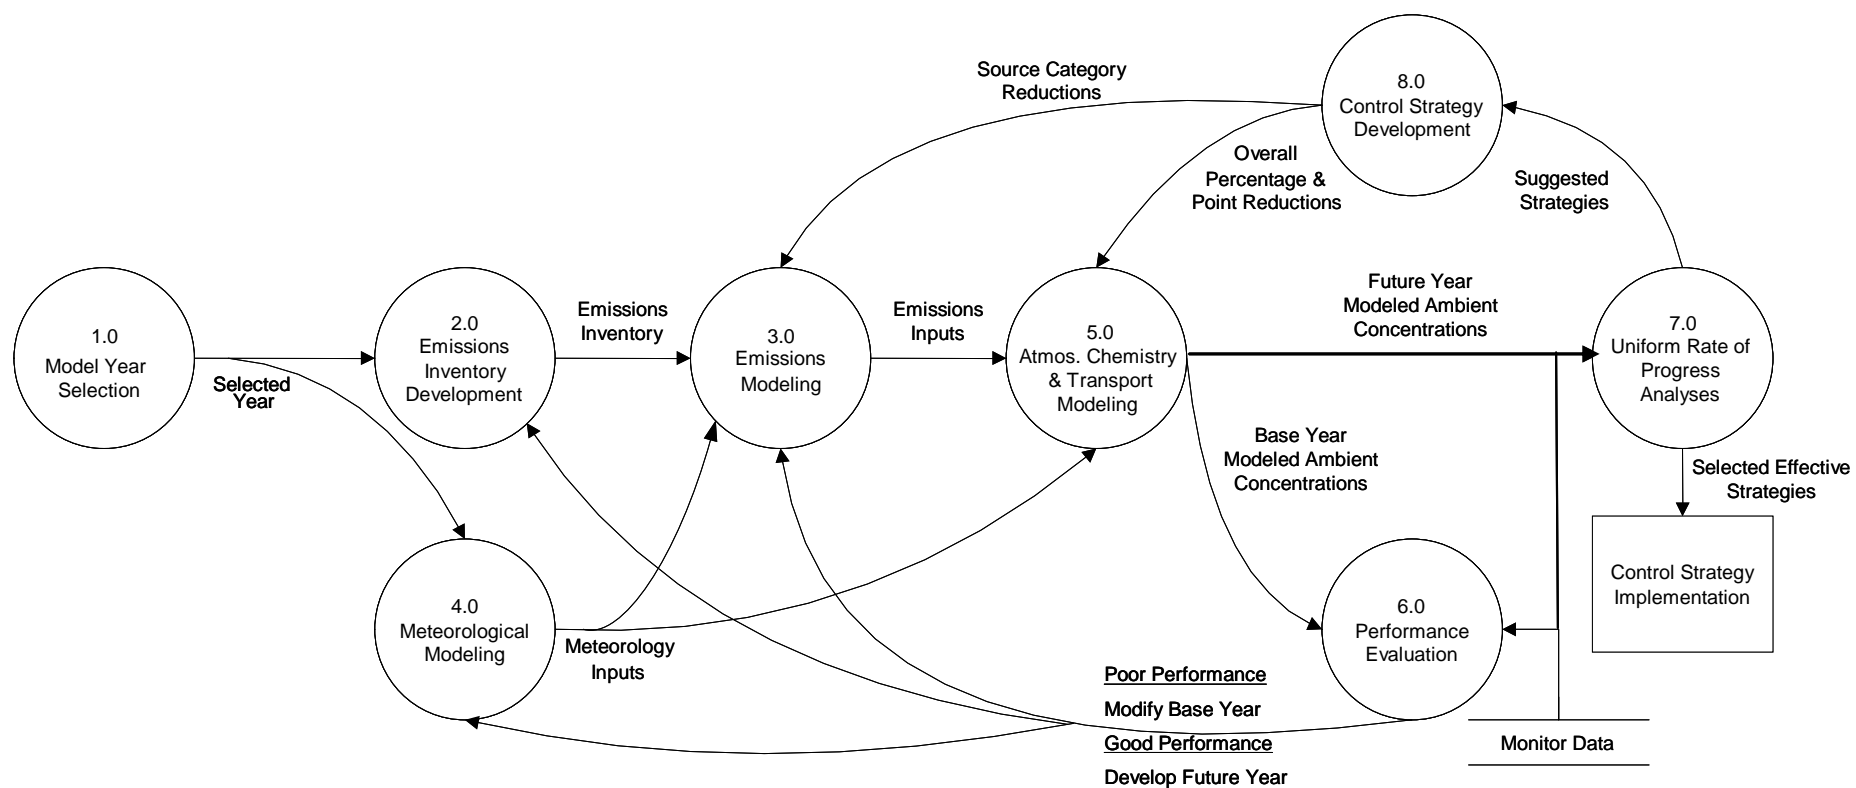 Source Category
Reductions
8.0
Control Strategy
Development
Overall
Percentage &
Point Reductions
Suggested
Strategies
1.0
Model Year
Selection
Selected
Year
2.0
Emissions
Inventory
Development
Emissions
Inventory
3.0
Emissions
Modeling
Emissions
Inputs
5.0
Atmos. Chemistry
& Transport
Modeling
Future Year
Modeled Ambient
Concentrations
7.0
Uniform Rate of
Progress
Analyses
Base Year
Modeled Ambient
Concentrations
Selected Effective
Strategies
Control Strategy
Implementation
4.0
Meteorological
Modeling
Meteorology
Inputs
6.0
Performance
Evaluation
Poor Performance
Modify Base Year
Good Performance
Develop Future Year
Monitor Data